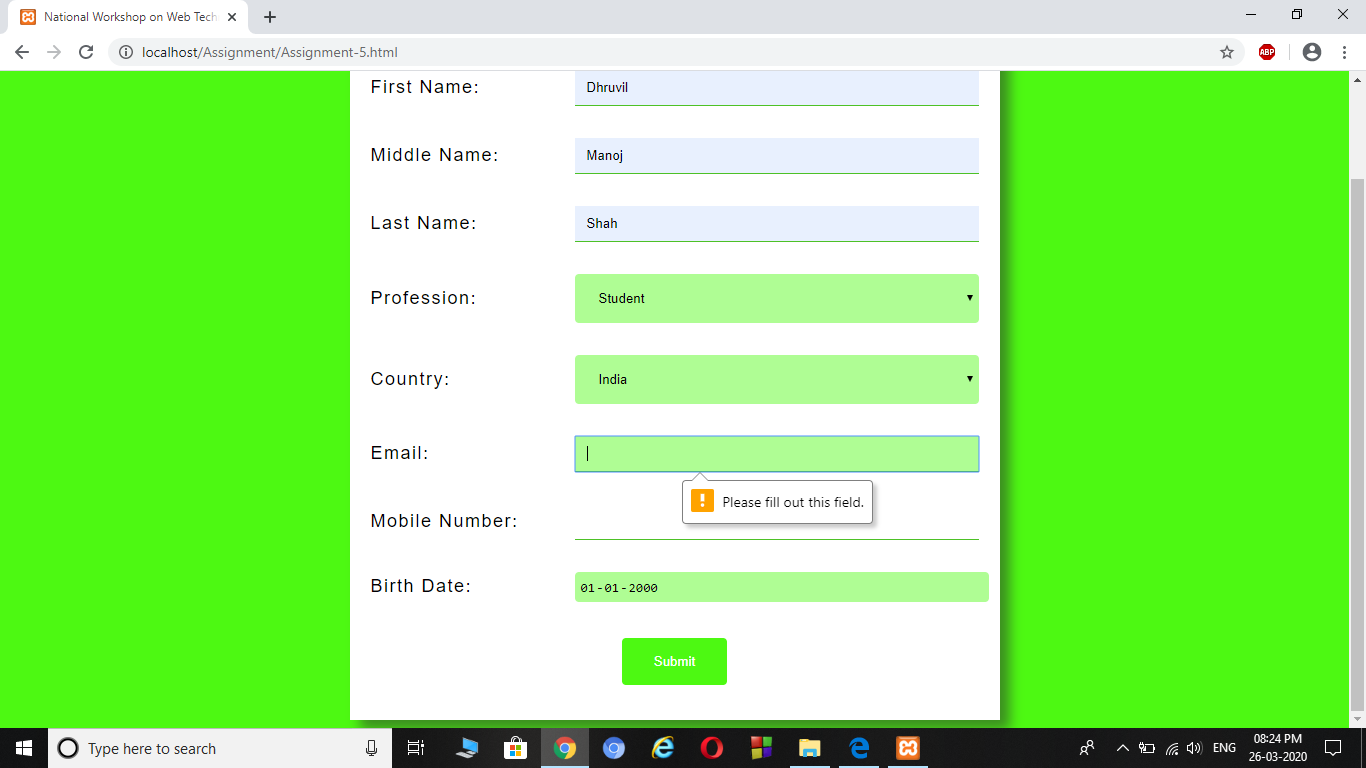 National Workshop on Web Tech
localhost/Assignment/Assignment-5.html
ABP
First Name:
Dhruvil
Middle Name:
Manoj
Last Name:
Shah
Profession:
Student
Country:
India
Email:
Please fill out this field.
Mobile Number:
Birth Date:
01-01-2000
Submit
Type here to search
ENG
08:24 PM
26-03-2020